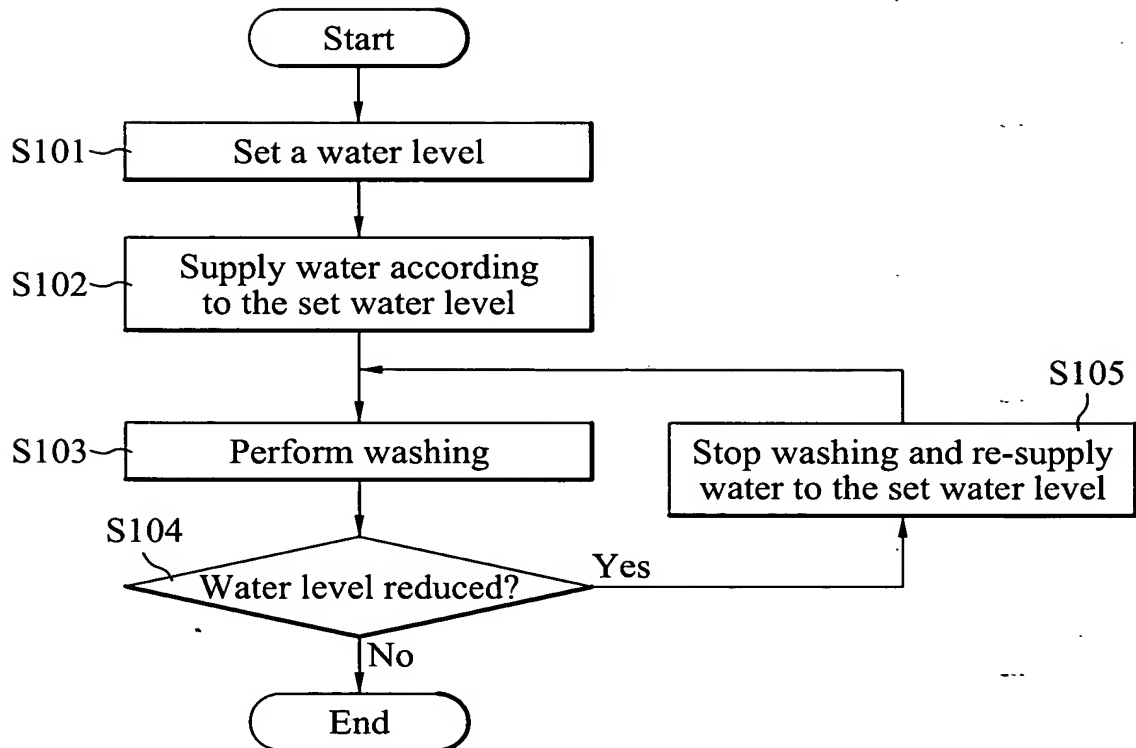 Start
S101
Set a water level
S102
Supply water according
to the set water level
S105
S103
Perform washing
Stop washing and re-supply
water to the set water level
S104
Water level reduced?
Yes
No
End